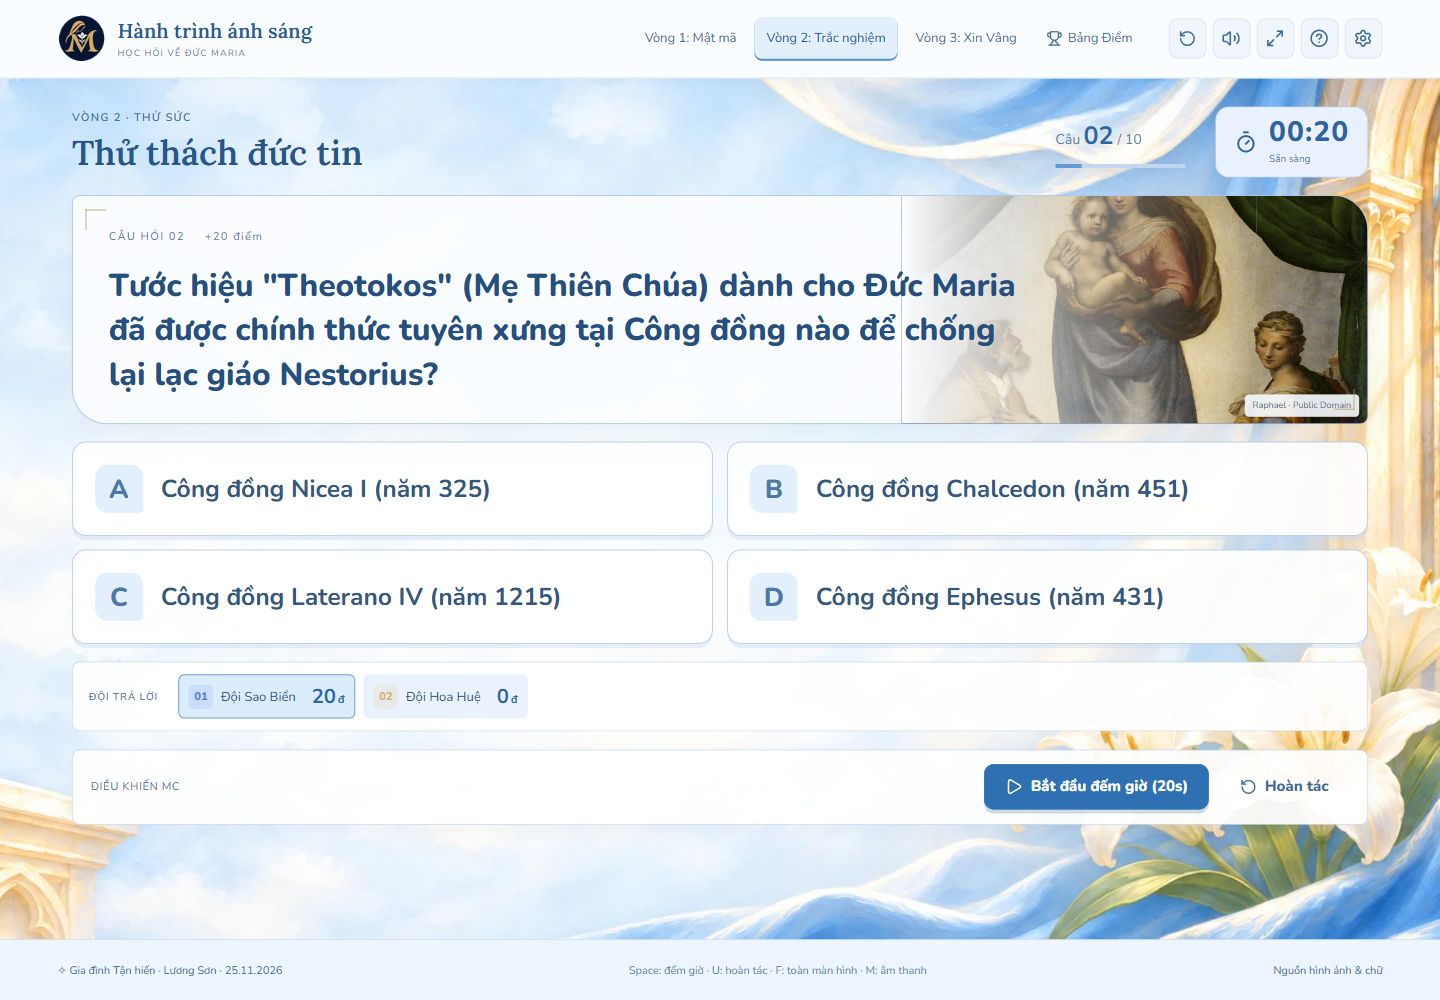 Hành trình ánh sáng
HỌC HỎI VỀ ĐỨC MARIA
Vòng 1: Mật mã
Vòng 2: Trắc nghiệm
Vòng 3: Xin Vâng
Bảng Điểm
VÒNG 2 · THỬ SỨC
Thử thách đức tin
Câu 02 / 10
00:20
Sẵn sàng
CÂU HỎI 02 +20 điểm
Tước hiệu "Theotokos" (Mẹ Thiên Chúa) dành cho Đức Maria
đã được chính thức tuyên xưng tại Công đồng nào để chống
lại lạc giáo Nestorius?
Raphael · Public Domain
A Công đồng Nicea I (năm 325)
B Công đồng Chalcedon (năm 451)
C Công đồng Laterano IV (năm 1215)
D Công đồng Ephesus (năm 431)
ĐỘI TRẢ LỜI
01 Đội Sao Biển 20 đ
02 Đội Hoa Huệ 0 đ
ĐIỀU KHIỂN MC
Bắt đầu đếm giờ (20s)
Hoàn tác
✧ Gia đình Tận hiến · Lương Sơn · 25.11.2026
Space: đếm giờ · U: hoàn tác · F: toàn màn hình · M: âm thanh
Nguồn hình ảnh & chữ